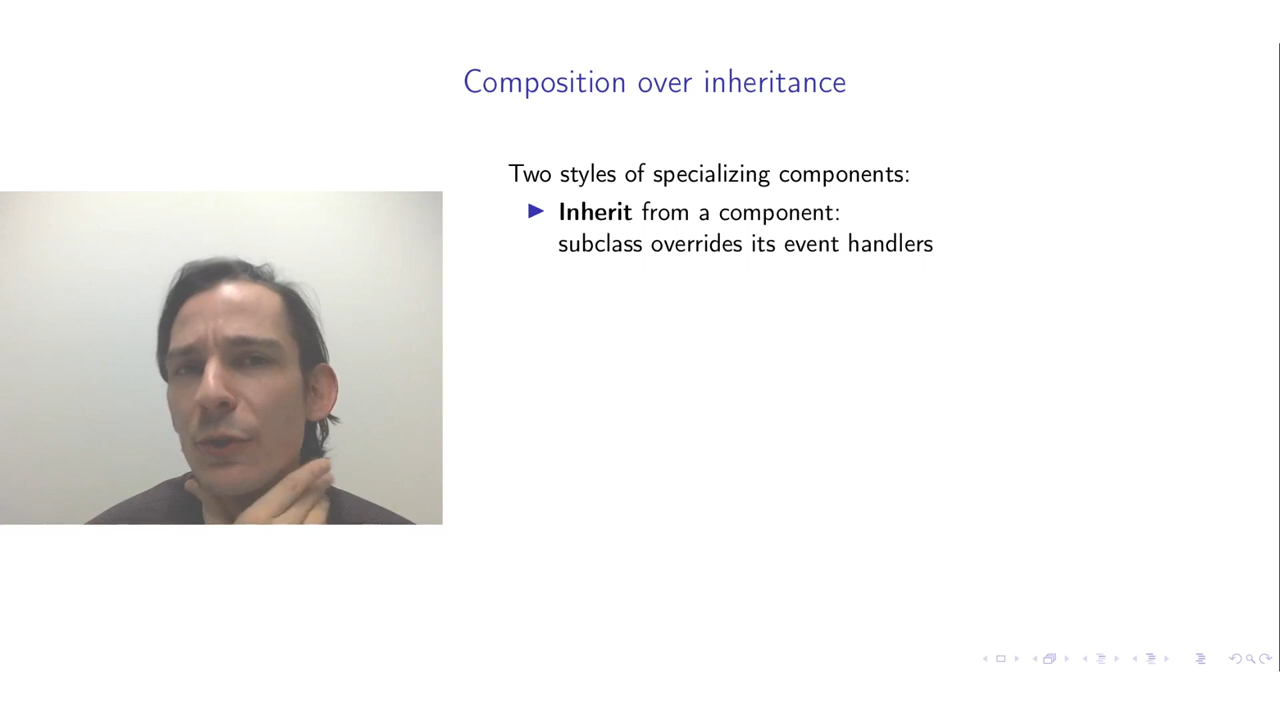 Composition over inheritance
Two styles of specializing components:
Inherit from a component:
subclass overrides its event handlers